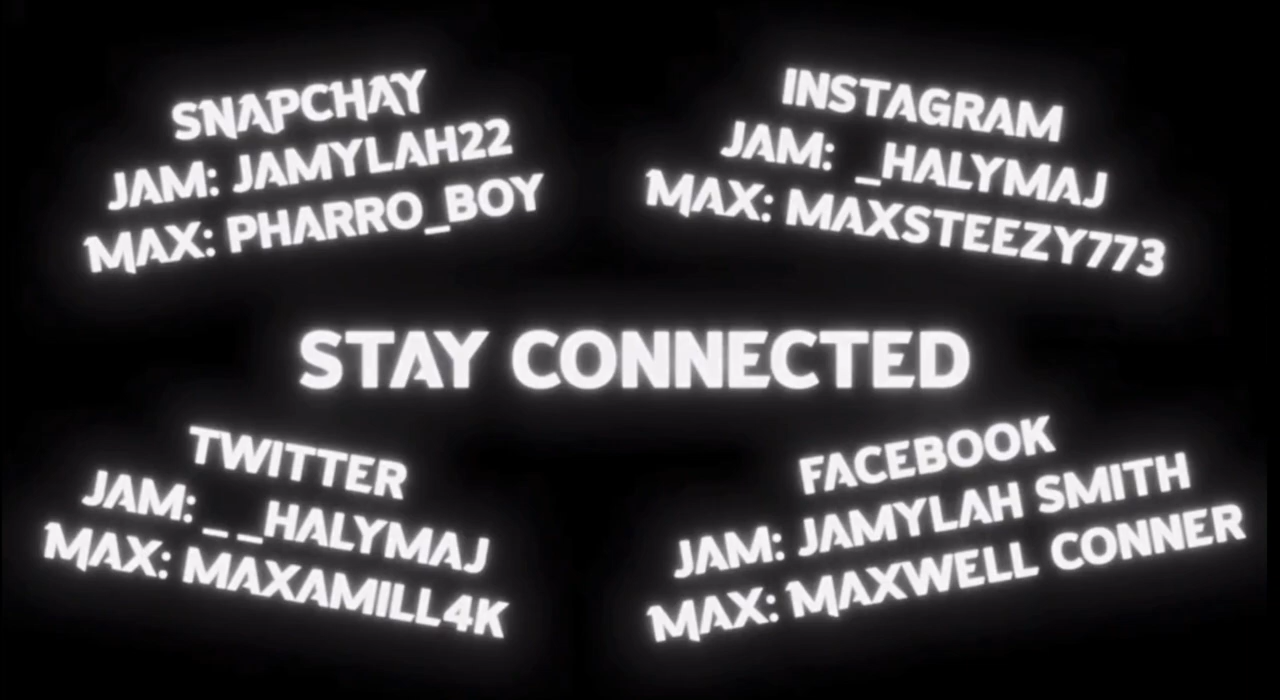 SNAPCHAY
JAM: JAMYLAH22
MAX: PHARRO_BOY
INSTAGRAM
JAM: _HALYMAJ
MAX: MAXSTEEZY773
STAY CONNECTED
TWITTER
JAM: _ _HALYMAJ
MAX: MAXAMILL4K
FACEBOOK
JAM: JAMYLAH SMITH
MAX: MAXWELL CONNER